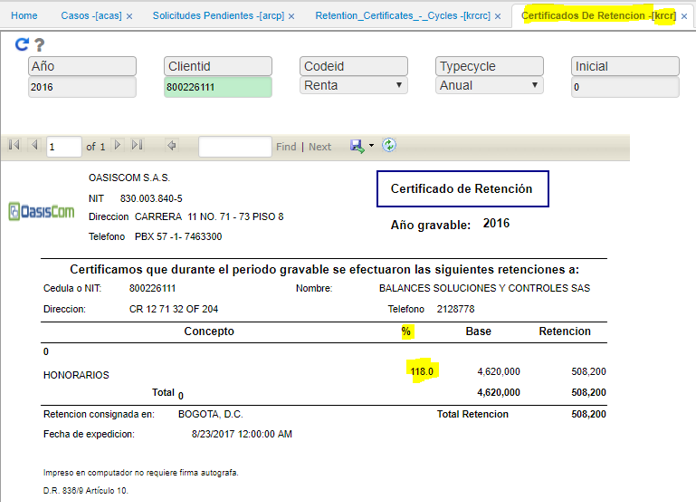 Home Casos -[acas] × Solicitudes Pendientes -[arcp] × Retention_Certificates_-_Cycles -[krcrc] × Certificados De Retencion -[krcr] ×
Año Clientid Codeid Typecycle Inicial
2016 800226111 Renta Anual 0
1 of 1 Find | Next
OASISCOM S.A.S.
NIT 830.003.840-5
OasisCom
Direccion CARRERA 11 NO. 71 - 73 PISO 8
Telefono PBX 57 -1- 7463300
Certificado de Retención
Año gravable: 2016
Certificamos que durante el periodo gravable se efectuaron las siguientes retenciones a:
Cedula o NIT: 800226111 Nombre: BALANCES SOLUCIONES Y CONTROLES SAS
Direccion: CR 12 71 32 OF 204 Telefono 2128778
Concepto % Base Retencion
0
HONORARIOS 118.0 4,620,000 508,200
Total 0 4,620,000 508,200
Retencion consignada en: BOGOTA, D.C. Total Retencion 508,200
Fecha de expedicion: 8/23/2017 12:00:00 AM
Impreso en computador no requiere firma autografa.
D.R. 836/9 Artículo 10.